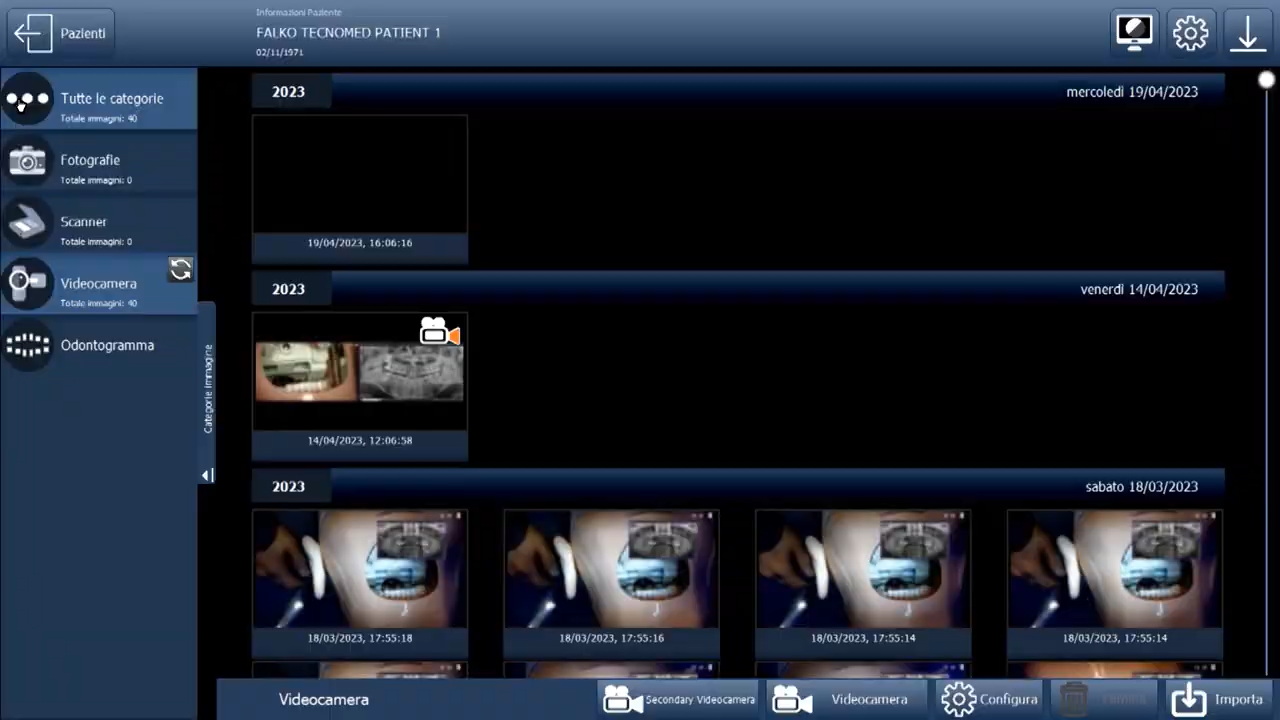 Pazienti
Informazioni Paziente
FALKO TECNOMED PATIENT 1
02/11/1971
Tutte le categorie
Totale immagini: 40
Fotografie
Totale immagini: 0
Scanner
Totale immagini: 0
Videocamera
Totale immagini: 40
Odontogramma
Categorie immagine
2023
mercoledì 19/04/2023
19/04/2023, 16:06:16
2023
venerdì 14/04/2023
14/04/2023, 12:06:58
2023
sabato 18/03/2023
18/03/2023, 17:55:18
18/03/2023, 17:55:16
18/03/2023, 17:55:14
18/03/2023, 17:55:14
Videocamera
Secondary Videocamera
Videocamera
Configura
Importa